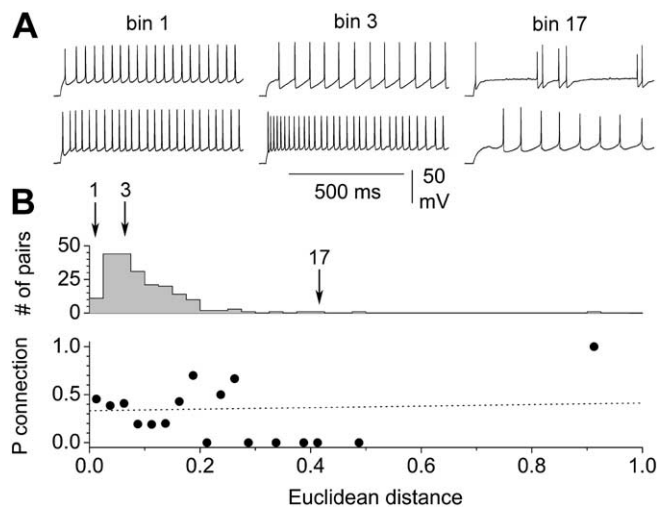 A
bin 1
bin 3
bin 17
500 ms
50
mV
B
1
3
17
# of pairs
50
25
0
P connection
1.0
0.5
0.0
0.0
0.2
0.4
0.6
0.8
1.0
Euclidean distance